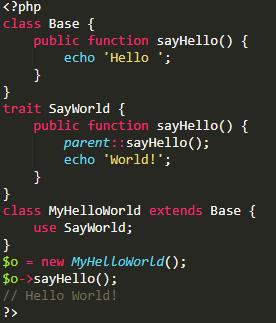 <?php
class Base {
    public function sayHello() {
        echo 'Hello ';
    }
}
trait SayWorld {
    public function sayHello() {
        parent::sayHello();
        echo 'World!';
    }
}
class MyHelloWorld extends Base {
    use SayWorld;
}
$o = new MyHelloWorld();
$o->sayHello();
// Hello World!
?>